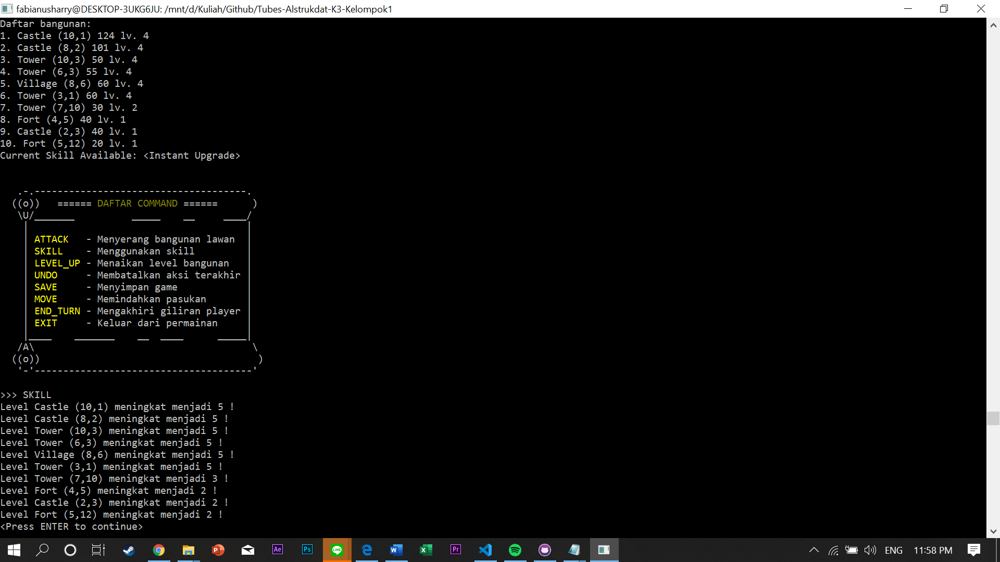 fabianusharry@DESKTOP-3UKG6JU: /mnt/d/Kuliah/Github/Tubes-Alstrukdat-K3-Kelompok1
Daftar bangunan:
1. Castle (10,1) 124 lv. 4
2. Castle (8,2) 101 lv. 4
3. Tower (10,3) 50 lv. 4
4. Tower (6,3) 55 lv. 4
5. Village (8,6) 60 lv. 4
6. Tower (3,1) 60 lv. 4
7. Tower (7,10) 30 lv. 2
8. Fort (4,5) 40 lv. 1
9. Castle (2,3) 40 lv. 1
10. Fort (5,12) 20 lv. 1
Current Skill Available: <Instant Upgrade>
((o)) ====== DAFTAR COMMAND ====== )
\U/
ATTACK - Menyerang bangunan lawan
SKILL - Menggunakan skill
LEVEL_UP - Menaikan level bangunan
UNDO - Membatalkan aksi terakhir
SAVE - Menyimpan game
MOVE - Memindahkan pasukan
END_TURN - Mengakhiri giliran player
EXIT - Keluar dari permainan
/A\
((o)) )
>>> SKILL
Level Castle (10,1) meningkat menjadi 5 !
Level Castle (8,2) meningkat menjadi 5 !
Level Tower (10,3) meningkat menjadi 5 !
Level Tower (6,3) meningkat menjadi 5 !
Level Village (8,6) meningkat menjadi 5 !
Level Tower (3,1) meningkat menjadi 5 !
Level Tower (7,10) meningkat menjadi 3 !
Level Fort (4,5) meningkat menjadi 2 !
Level Castle (2,3) meningkat menjadi 2 !
Level Fort (5,12) meningkat menjadi 2 !
<Press ENTER to continue>
Ae Ps LINE Pr ENG 11:58 PM